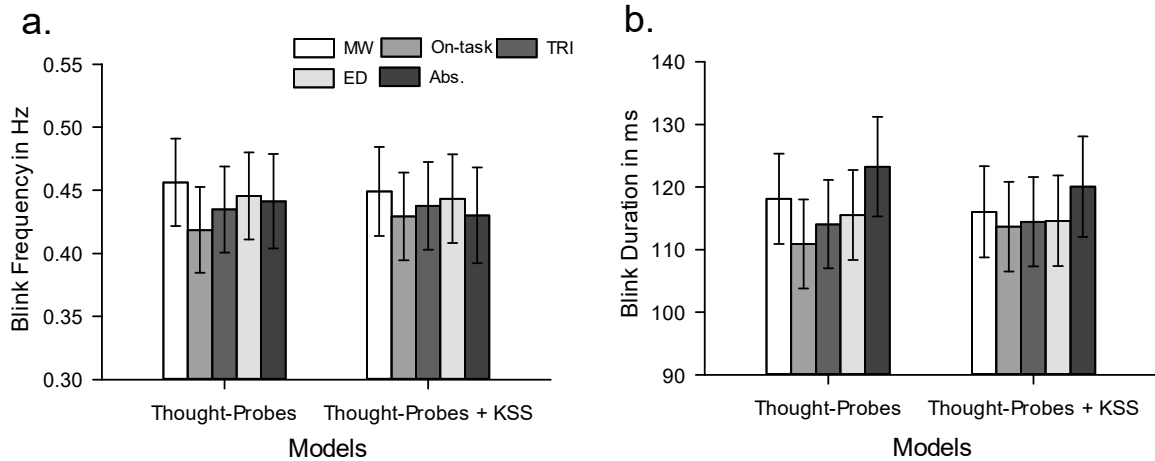 a.
MW On-task TRI
ED Abs.
Blink Frequency in Hz
0.55
0.50
0.45
0.40
0.35
0.30
Thought-Probes Thought-Probes + KSS
Models
b.
Blink Duration in ms
140
130
120
110
100
90
Thought-Probes Thought-Probes + KSS
Models